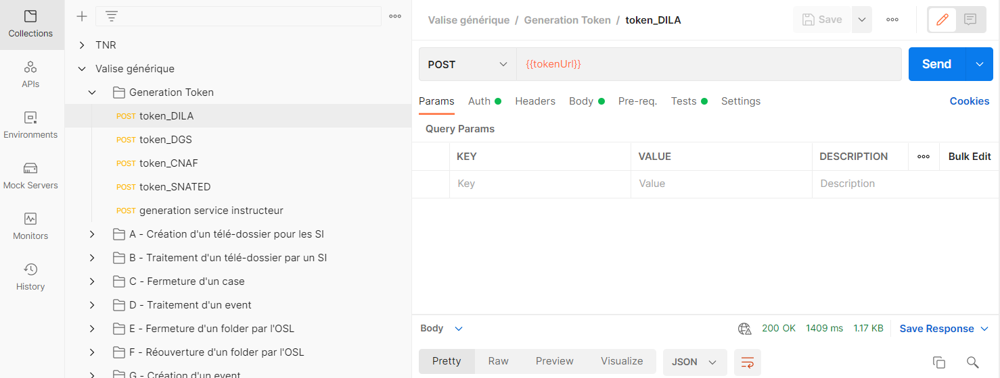 Collections
APIs
Environments
Mock Servers
Monitors
History
TNR
Valise générique
Generation Token
POST token_DILA
POST token_DGS
POST token_CNAF
POST token_SNATED
POST generation service instructeur
A - Création d'un télé-dossier pour les SI
B - Traitement d'un télé-dossier par un SI
C - Fermeture d'un case
D - Traitement d'un event
E - Fermeture d'un folder par l'OSL
F - Réouverture d'un folder par l'OSL
G - Création d'un event
Valise générique / Generation Token / token_DILA
Save
POST {{tokenUrl}} Send
Params Auth Headers Body Pre-req. Tests Settings Cookies
Query Params
KEY VALUE DESCRIPTION Bulk Edit
Key Value Description
Body 200 OK 1409 ms 1.17 KB Save Response
Pretty Raw Preview Visualize JSON